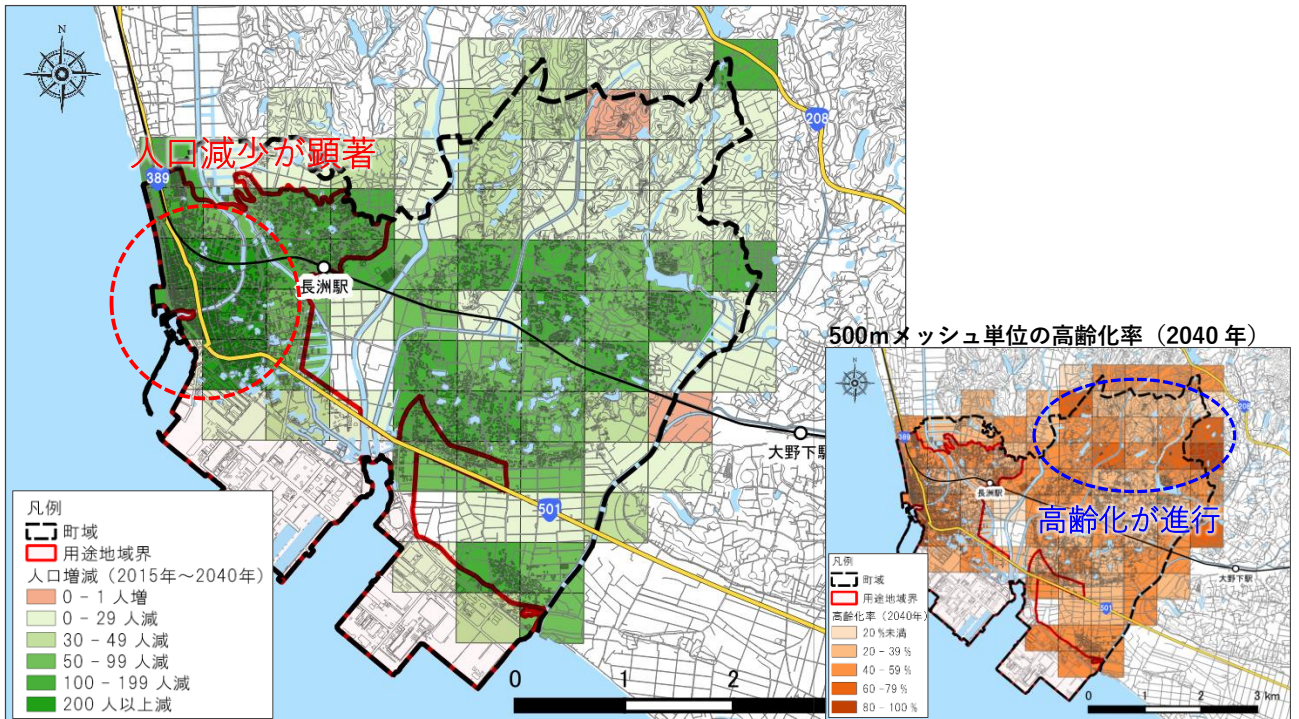 N
人口減少が顕著
389
208
長洲駅
大野下駅
501
凡例
町域
用途地域界
人口増減（2015年～2040年）
0 - 1 人増
0 - 29 人減
30 - 49 人減
50 - 99 人減
100 - 199 人減
200 人以上減
0 1 2
500mメッシュ単位の高齢化率（2040 年）
N
389
長洲駅
高齢化が進行
大野下駅
501
凡例
町域
用途地域界
高齢化率（2040年）
20 %未満
20 - 39 %
40 - 59 %
60 -79 %
80 - 100 %
0 1 2 3 km